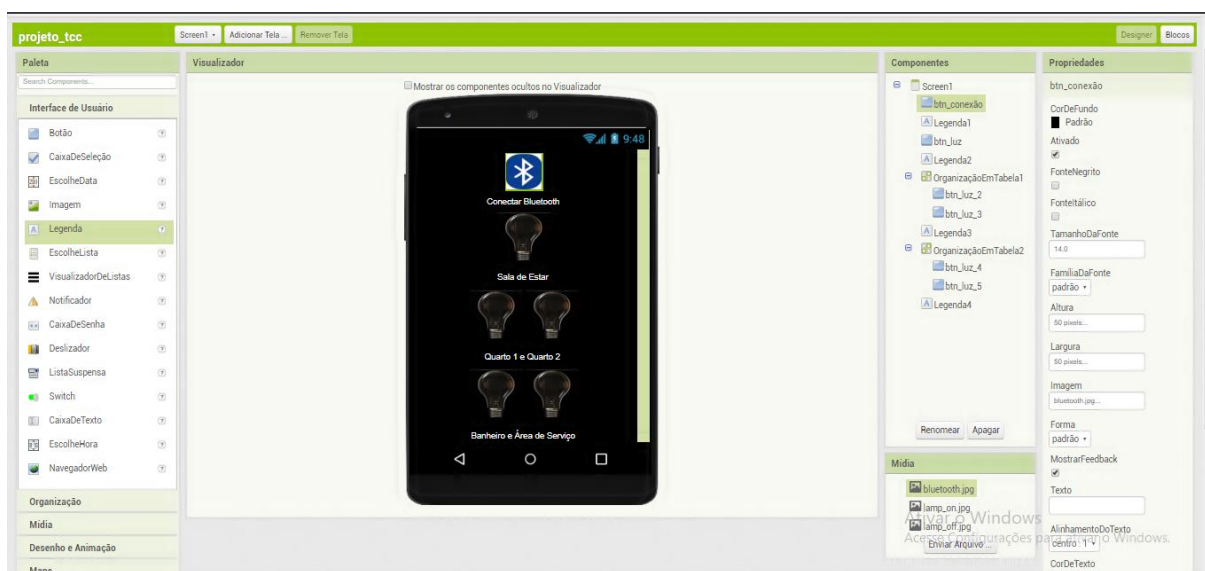 projeto_tcc
Screen1
Adicionar Tela ...
Remover Tela
Designer
Blocos
Paleta
Search Components...
Interface de Usuário
Botão
CaixaDeSeleção
EscolheData
Imagem
Legenda
EscolheLista
VisualizadorDeListas
Notificador
CaixaDeSenha
Deslizador
ListaSuspensa
Switch
CaixaDeTexto
EscolheHora
NavegadorWeb
Organização
Mídia
Desenho e Animação
Visualizador
Mostrar os componentes ocultos no Visualizador
9:48
Conectar Bluetooth
Sala de Estar
Quarto 1 e Quarto 2
Banheiro e Área de Serviço
Componentes
Screen1
btn_conexão
Legenda1
btn_luz
Legenda2
OrganizaçãoEmTabela1
btn_luz_2
btn_luz_3
Legenda3
OrganizaçãoEmTabela2
btn_luz_4
btn_luz_5
Legenda4
Renomear
Apagar
Mídia
bluetooth.jpg
lamp_on.jpg
lamp_off.jpg
Enviar Arquivo ...
Propriedades
btn_conexão
CorDeFundo
Padrão
Ativado
FonteNegrito
FonteItálico
TamanhoDaFonte
14.0
FamíliaDaFonte
padrão
Altura
50 pixels...
Largura
50 pixels...
Imagem
bluetooth.jpg...
Forma
padrão
MostrarFeedback
Texto
AlinhamentoDoTexto
centro : 1
CorDeTexto
Ativar o Windows
Acesse Configurações para ativar o Windows.